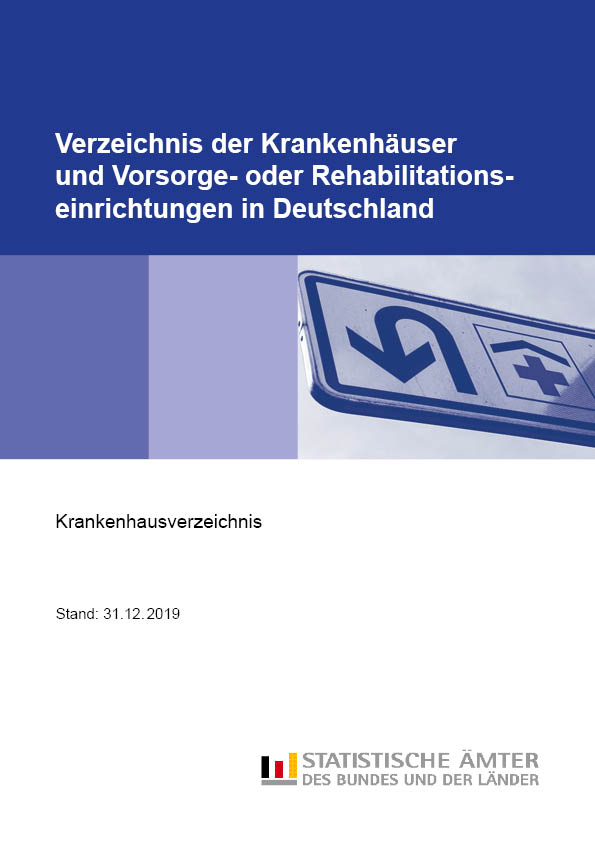 Verzeichnis der Krankenhäuser
und Vorsorge- oder Rehabilitations-
einrichtungen in Deutschland
Krankenhausverzeichnis
Stand: 31.12.2019
STATISTISCHE ÄMTER
DES BUNDES UND DER LÄNDER